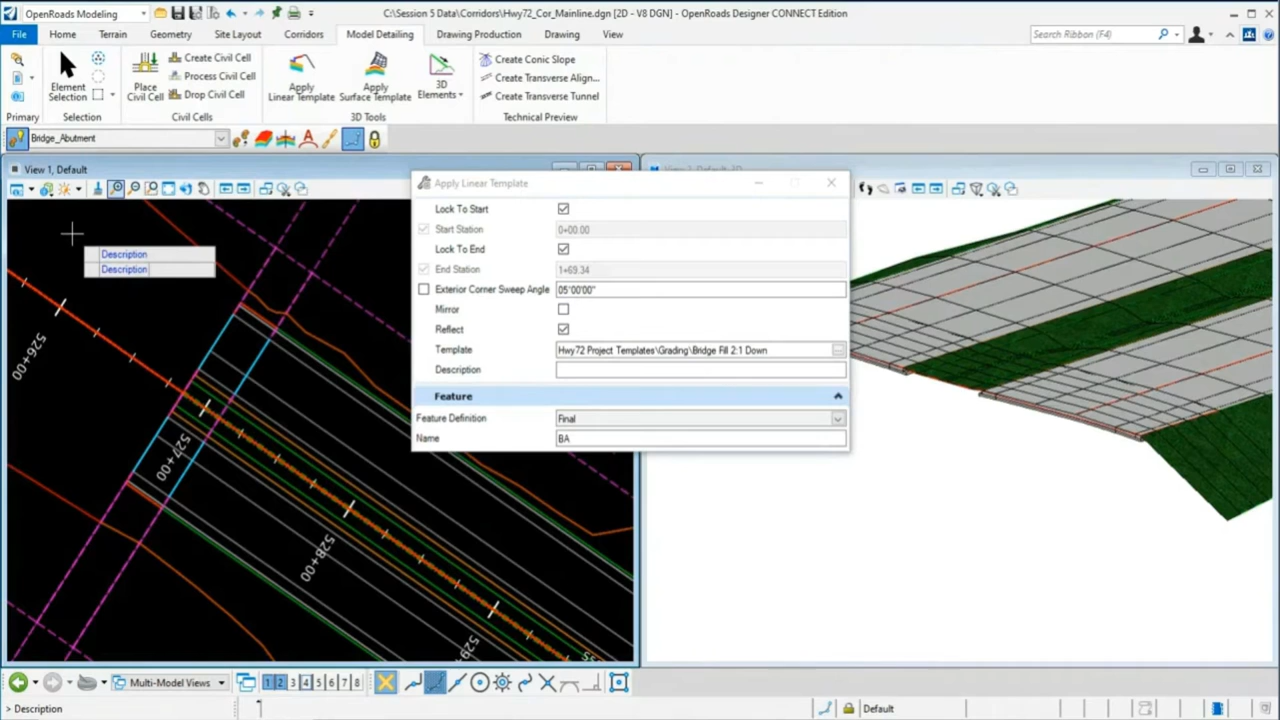 OpenRoads Modeling
C:\Session 5 Data\Corridors\Hwy72_Cor_Mainline.dgn [2D - V8 DGN] - OpenRoads Designer CONNECT Edition
File Home Terrain Geometry Site Layout Corridors Model Detailing Drawing Production Drawing View
Search Ribbon (F4)
Element Selection
Place Civil Cell
Create Civil Cell
Process Civil Cell
Drop Civil Cell
Apply Linear Template
Apply Surface Template
3D Elements
Create Conic Slope
Create Transverse Align...
Create Transverse Tunnel
Primary Selection Civil Cells 3D Tools Technical Preview
Bridge_Abutment
View 1, Default
Description
Description
526+00
527+00
528+00
Apply Linear Template
Lock To Start
Start Station 0+00.00
Lock To End
End Station 1+69.34
Exterior Corner Sweep Angle 05°00'00"
Mirror
Reflect
Template Hwy72 Project Templates\Grading\Bridge Fill 2:1 Down
Description
Feature
Feature Definition Final
Name BA
Multi-Model Views 1 2 3 4 5 6 7 8
> Description
Default